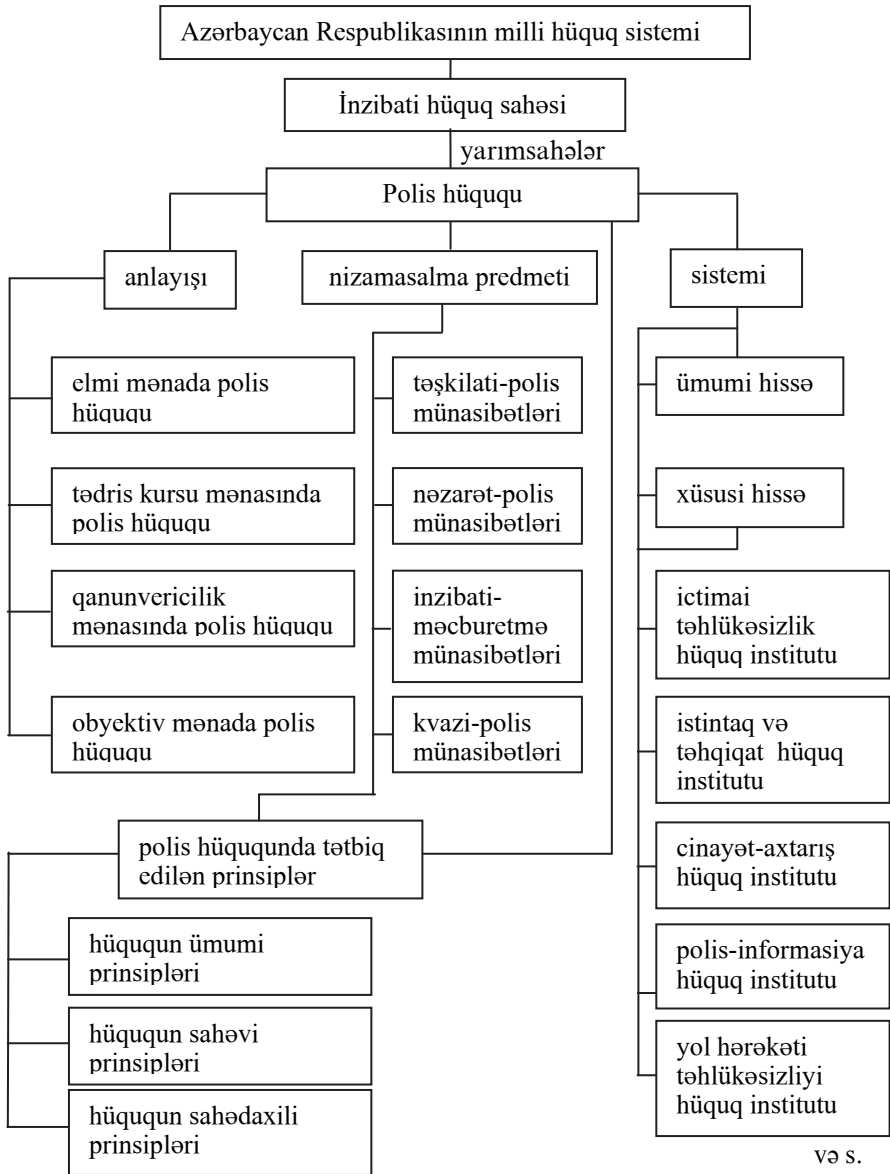 Azərbaycan Respublikasının milli hüquq sistemi
İnzibati hüquq sahəsi
yarımsahələr
Polis hüququ
anlayışı
nizamasalma predmeti
sistemi
elmi mənada polis
hüququ
tədris kursu mənasında
polis hüququ
qanunvericilik
mənasında polis hüququ
obyektiv mənada polis
hüququ
təşkilati-polis
münasibətləri
nəzarət-polis
münasibətləri
inzibati-
məcburetmə
münasibətləri
kvazi-polis
münasibətləri
ümumi hissə
xüsusi hissə
ictimai
təhlükəsizlik
hüquq institutu
istintaq və
təhqiqat hüquq
institutu
cinayət-axtarış
hüquq institutu
polis-informasiya
hüquq institutu
yol hərəkəti
təhlükəsizliyi
hüquq institutu
və s.
polis hüququnda tətbiq
edilən prinsiplər
hüququn ümumi
prinsipləri
hüququn sahəvi
prinsipləri
hüququn sahədaxili
prinsipləri